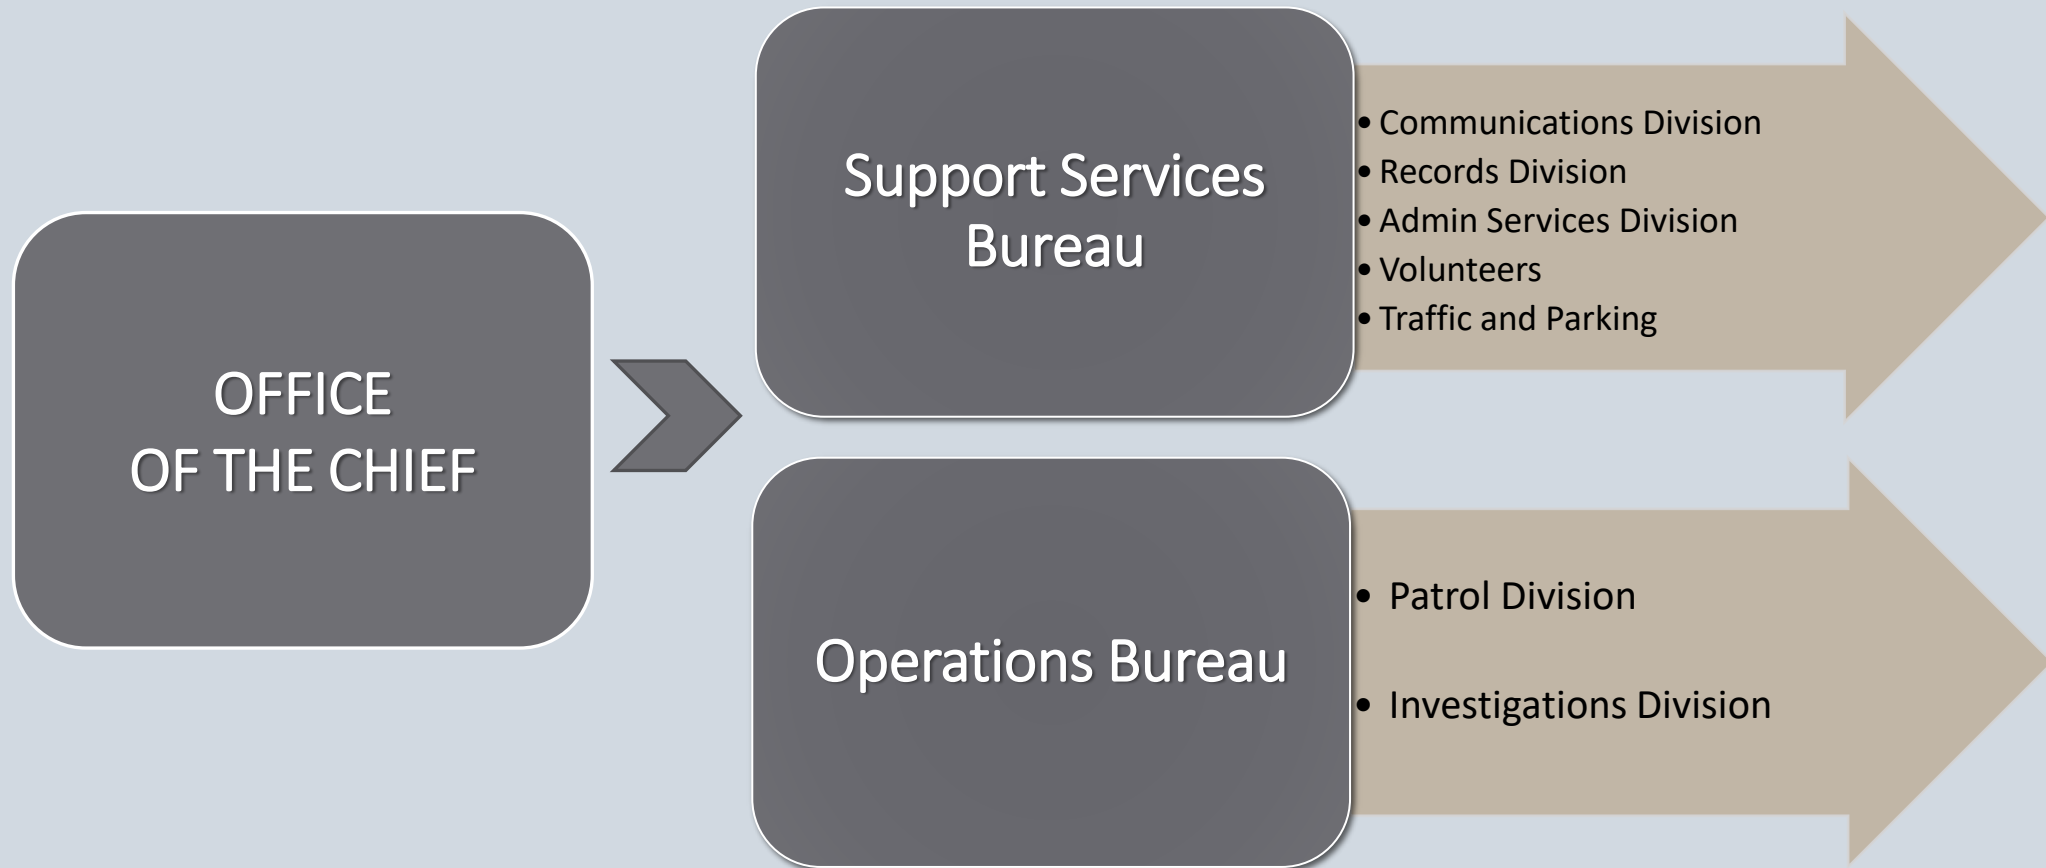 OFFICE
OF THE CHIEF
Support Services
Bureau
• Communications Division
• Records Division
• Admin Services Division
• Volunteers
• Traffic and Parking
Operations Bureau
• Patrol Division
• Investigations Division